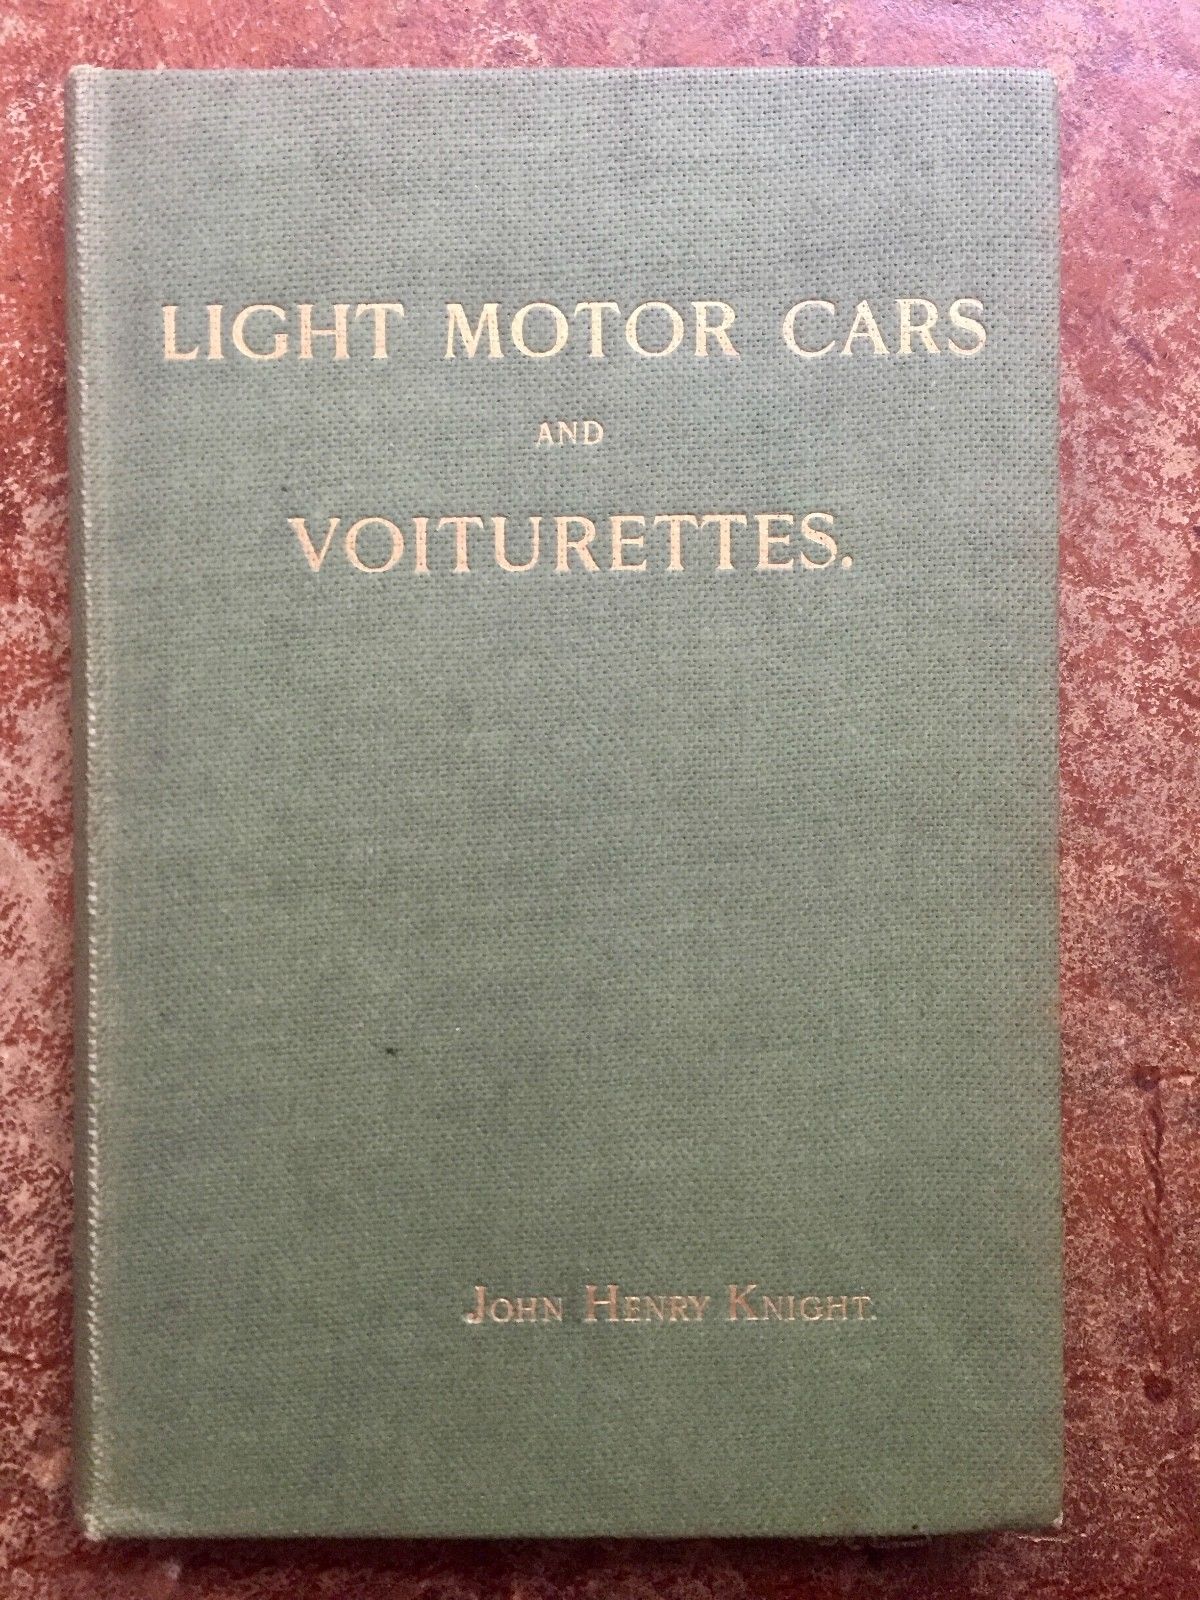 LIGHT MOTOR CARS
AND
VOITURETTES.
JOHN HENRY KNIGHT.